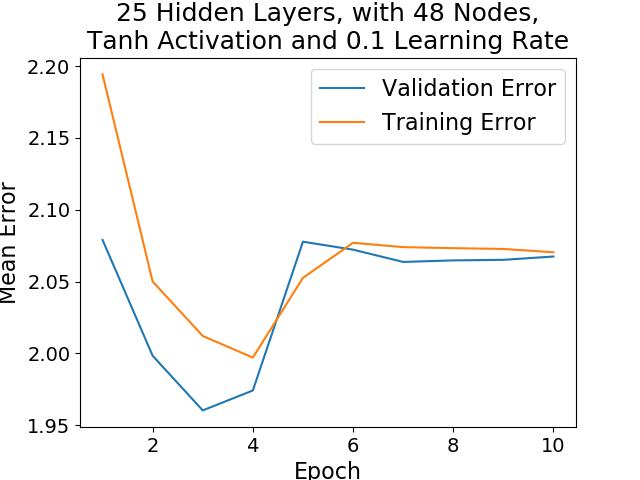 25 Hidden Layers, with 48 Nodes,
Tanh Activation and 0.1 Learning Rate
Validation Error
Training Error
Mean Error
2.20
2.15
2.10
2.05
2.00
1.95
2 4 6 8 10
Epoch